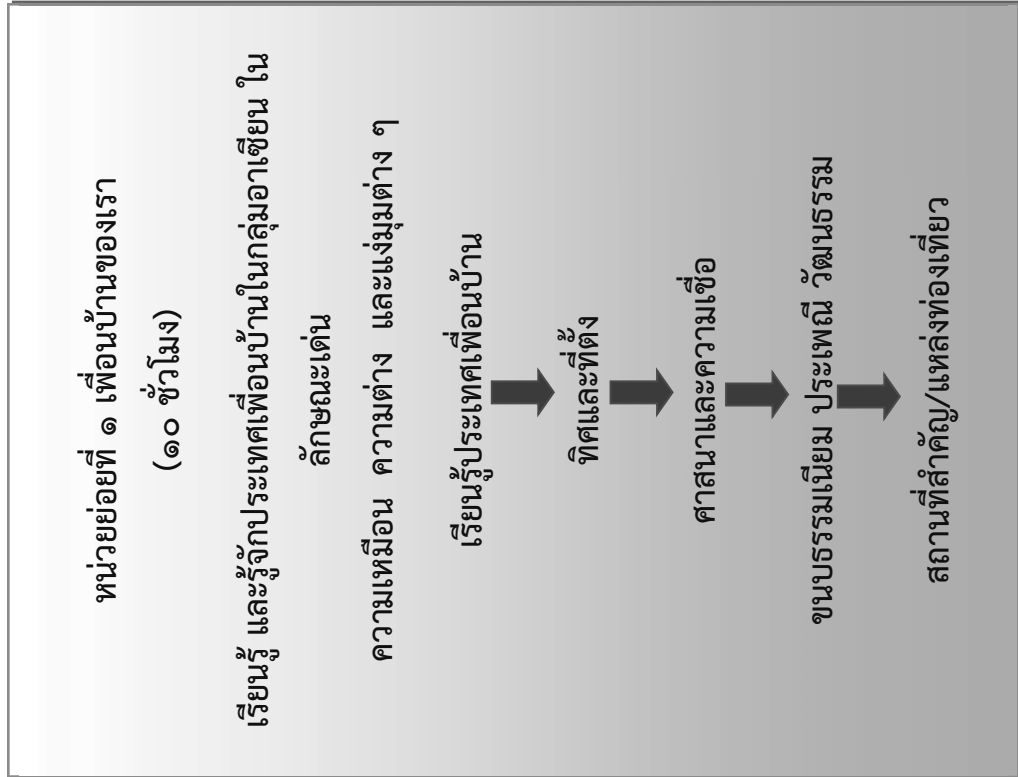 หน่วยย่อยที่ ๑ เพื่อนบ้านของเรา
(๑๐ ชั่วโมง)
เรียนรู้ และรู้จักประเทศเพื่อนบ้านในกลุ่มอาเซียน ใน
ลักษณะเด่น
ความเหมือน ความต่าง และแง่มุมต่าง ๆ
เรียนรู้ประเทศเพื่อนบ้าน
ทิศและที่ตั้ง
ศาสนาและความเชื่อ
ขนบธรรมเนียม ประเพณี วัฒนธรรม
สถานที่สำคัญ/แหล่งท่องเที่ยว